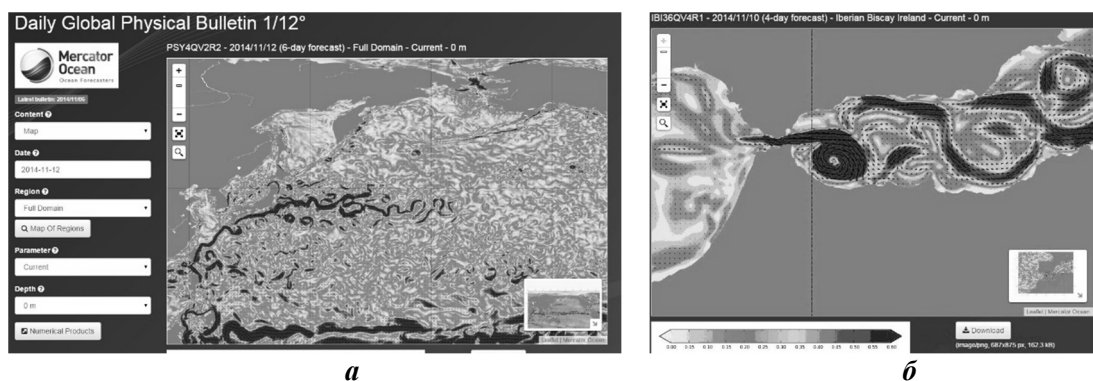 Daily Global Physical Bulletin 1/12°
Mercator
Ocean
Ocean Forecasters
PSY4QV2R2 - 2014/11/12 (6-day forecast) - Full Domain - Current - 0 m
Latest bulletin: 2014/11/06
Content
Map
Date
2014-11-12
Region
Full Domain
Map Of Regions
Parameter
Current
Depth
0 m
Numerical Products
Leaflet | Mercator Ocean
а
IBI36QV4R1 - 2014/11/10 (4-day forecast) - Iberian Biscay Ireland - Current - 0 m
Leaflet | Mercator Ocean
0.00 0.05 0.10 0.15 0.20 0.25 0.30 0.35 0.40 0.45 0.50 0.55 0.60
Download
(image/png, 687x875 px, 162.3 kB)
б